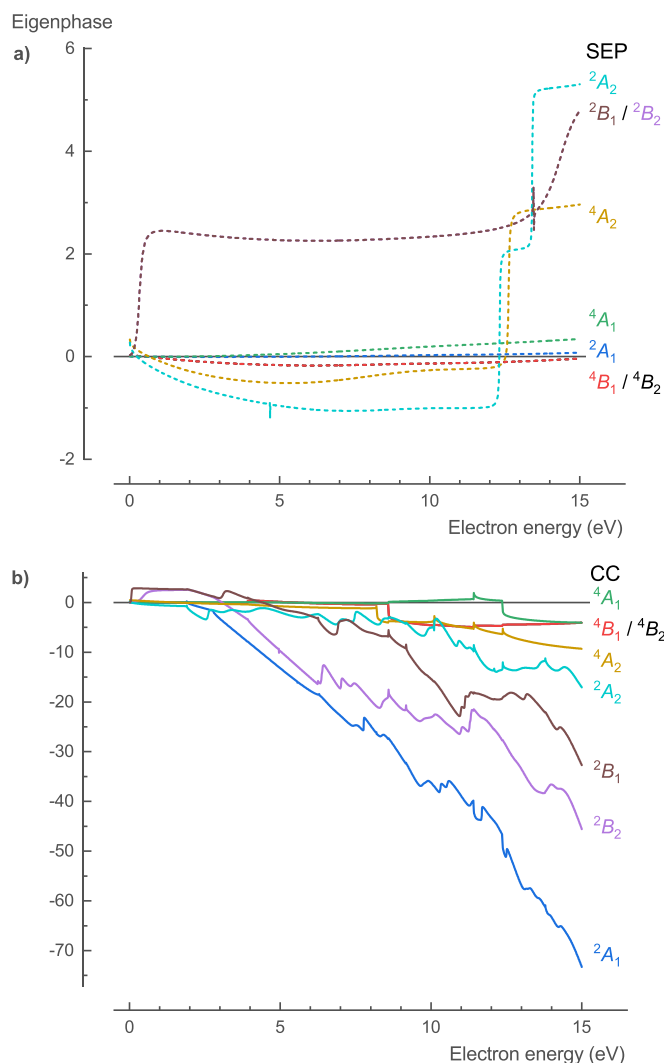 Eigenphase
a)
SEP
6
4
2
0
-2
²A₂
²B₁ / ²B₂
⁴A₂
⁴A₁
²A₁
⁴B₁ / ⁴B₂
0 5 10 15
Electron energy (eV)
b)
CC
0
-10
-20
-30
-40
-50
-60
-70
⁴A₁
⁴B₁ / ⁴B₂
⁴A₂
²A₂
²B₁
²B₂
²A₁
0 5 10 15
Electron energy (eV)